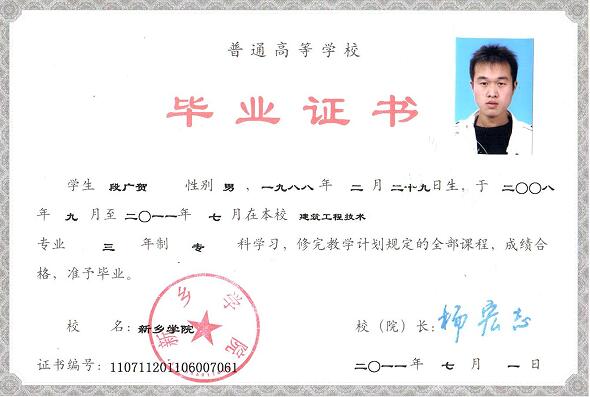 普通高等学校
毕业证书
学生 段广贺 性别 男 ，一九八八年 二 月 二十九日生，于 二〇〇八
年 九 月至 二〇一一年 七 月在本校 建筑工程技术
专业 三 年制 专 科学习，修完教学计划规定的全部课程，成绩合
格，准予毕业。
校 名：新乡学院 校（院）长：杨宏志
新乡学院
证书编号：110711201106007061 二〇一一年 七 月 一 日